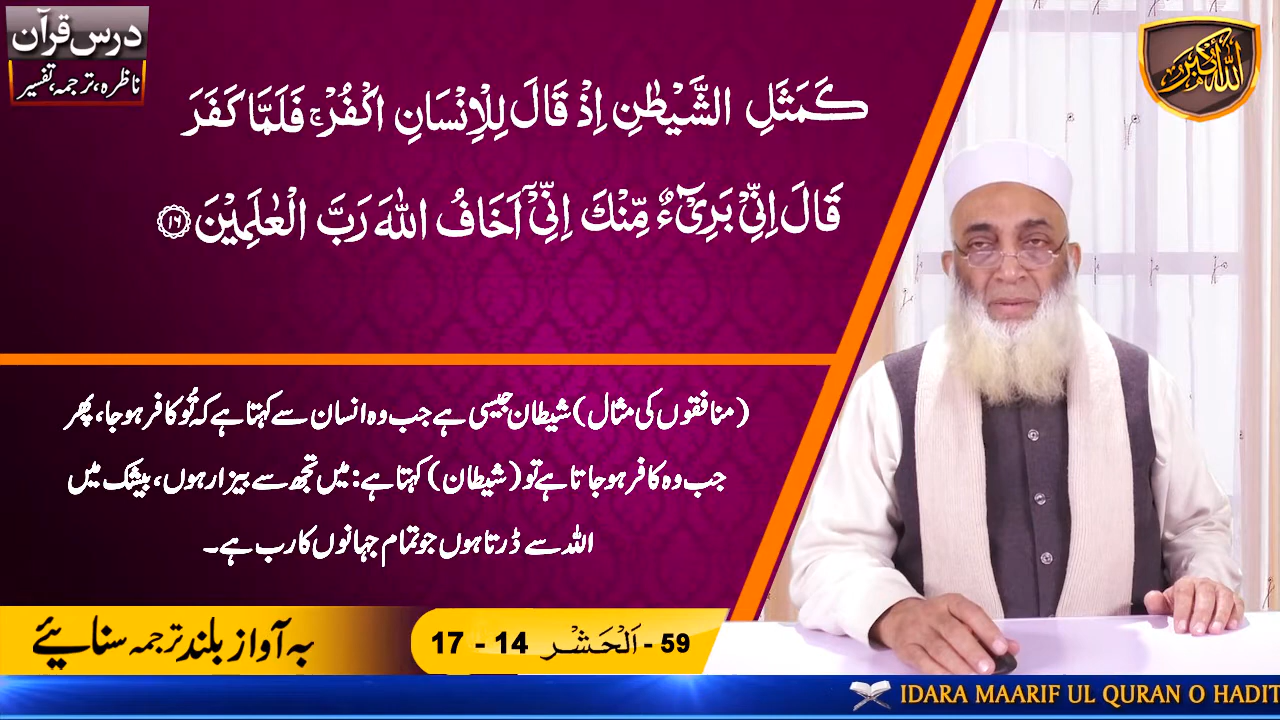 درس قرآن
ناظرہ، ترجمہ، تفسیر
اللہ اکبر
كَمَثَلِ الشَّيْطٰنِ اِذْ قَالَ لِلْاِنْسَانِ اكْفُرْ ۚ فَلَمَّا كَفَرَ
قَالَ اِنِّىْ بَرِىْٓءٌ مِّنْكَ اِنِّىْۤ اَخَافُ اللّٰهَ رَبَّ الْعٰلَمِيْنَ ۝۱۶
(منافقوں کی مثال) شیطان جیسی ہے جب وہ انسان سے کہتا ہے کہ تُو کافر ہو جا، پھر
جب وہ کافر ہو جاتا ہے تو (شیطان) کہتا ہے: میں تجھ سے بیزار ہوں، بیشک میں
اللہ سے ڈرتا ہوں جو تمام جہانوں کا رب ہے۔
بہ آواز بلند ترجمہ سنائیے
59 - اَلْحَشْر 14 - 17
IDARA MAARIF UL QURAN O HADIT